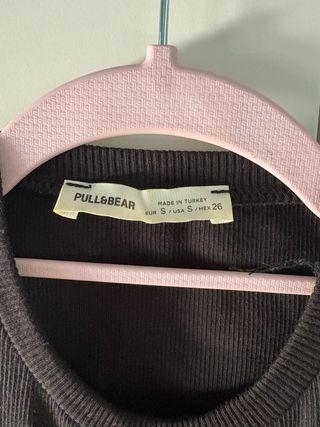 PULL&BEAR
MADE IN TURKEY
EUR S / USA S / MEX 26